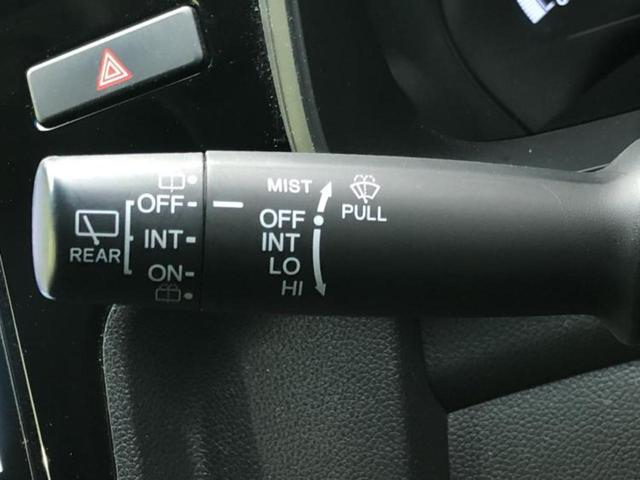 MIST
OFF
INT
LO
HI
PULL
REAR
OFF
INT
ON